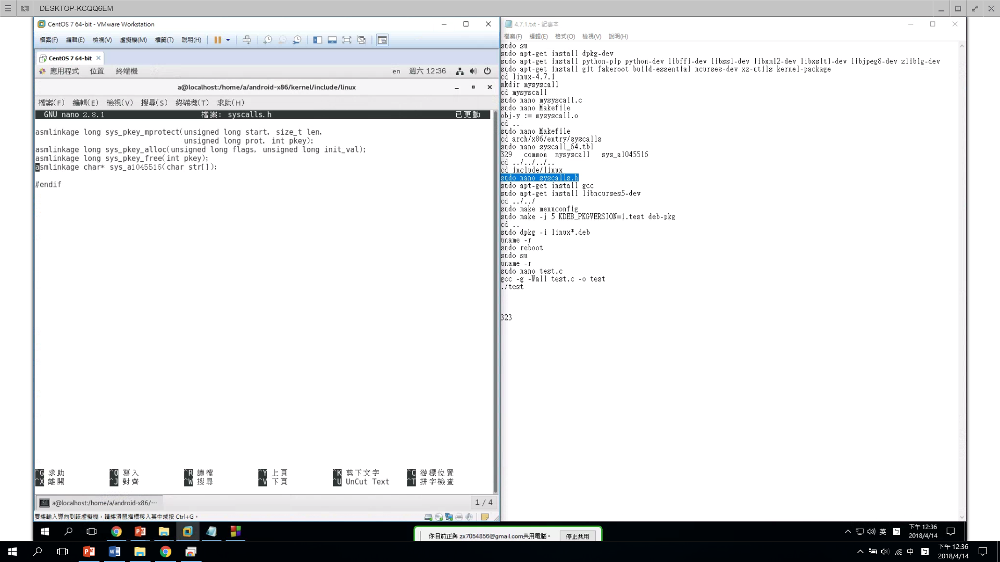 DESKTOP-KCQQ6EM
CentOS 7 64-bit - VMware Workstation
檔案(F) 編輯(E) 檢視(V) 虛擬機(M) 標籤(T) 說明(H)
CentOS 7 64-bit
應用程式 位置 終端機 en 週六 12:36
a@localhost:/home/a/android-x86/kernel/include/linux
檔案(F) 編輯(E) 檢視(V) 搜尋(S) 終端機(T) 求助(H)
GNU nano 2.3.1 檔案: syscalls.h 已更動
asmlinkage long sys_pkey_mprotect(unsigned long start, size_t len,
unsigned long prot, int pkey);
asmlinkage long sys_pkey_alloc(unsigned long flags, unsigned long init_val);
asmlinkage long sys_pkey_free(int pkey);
asmlinkage char* sys_a1045516(char str[]);
#endif
^G 求助 ^O 寫入 ^R 讀檔 ^Y 上頁 ^K 剪下文字 ^C 游標位置
^X 離開 ^J 對齊 ^W 搜尋 ^V 下頁 ^U UnCut Text ^T 拼字檢查
a@localhost:/home/a/android-x86/··· 1 / 4
要將輸入導向到該虛擬機，請將滑鼠指標移入其中或按 Ctrl+G。
4.7.1.txt - 記事本
檔案(F) 編輯(E) 格式(O) 檢視(V) 說明(H)
sudo su
sudo apt-get install dpkg-dev
sudo apt-get install python-pip python-dev libffi-dev libssl-dev libxml2-dev libxslt1-dev libjpeg8-dev zlib1g-dev
sudo apt-get install git fakeroot build-essential ncurses-dev xz-utils kernel-package
cd linux-4.7.1
mkdir mysyscall
cd mysyscall
sudo nano mysyscall.c
sudo nano Makefile
obj-y := mysyscall.o
cd ..
sudo nano Makefile
cd arch/x86/entry/syscalls
sudo nano syscall_64.tbl
329 common mysyscall sys_a1045516
cd ../../../..
cd include/linux
sudo nano syscalls.h
sudo apt-get install gcc
sudo apt-get install libncurses5-dev
cd ../../
sudo make menuconfig
sudo make -j 5 KDEB_PKGVERSION=1.test deb-pkg
cd ..
sudo dpkg -i linux*.deb
uname -r
sudo reboot
sudo su
uname -r
sudo nano test.c
gcc -g -Wall test.c -o test
./test
323
你目前正與 zx7054856@gmail.com共用電腦。 停止共用
英 下午 12:36
2018/4/14
中 下午 12:36
2018/4/14